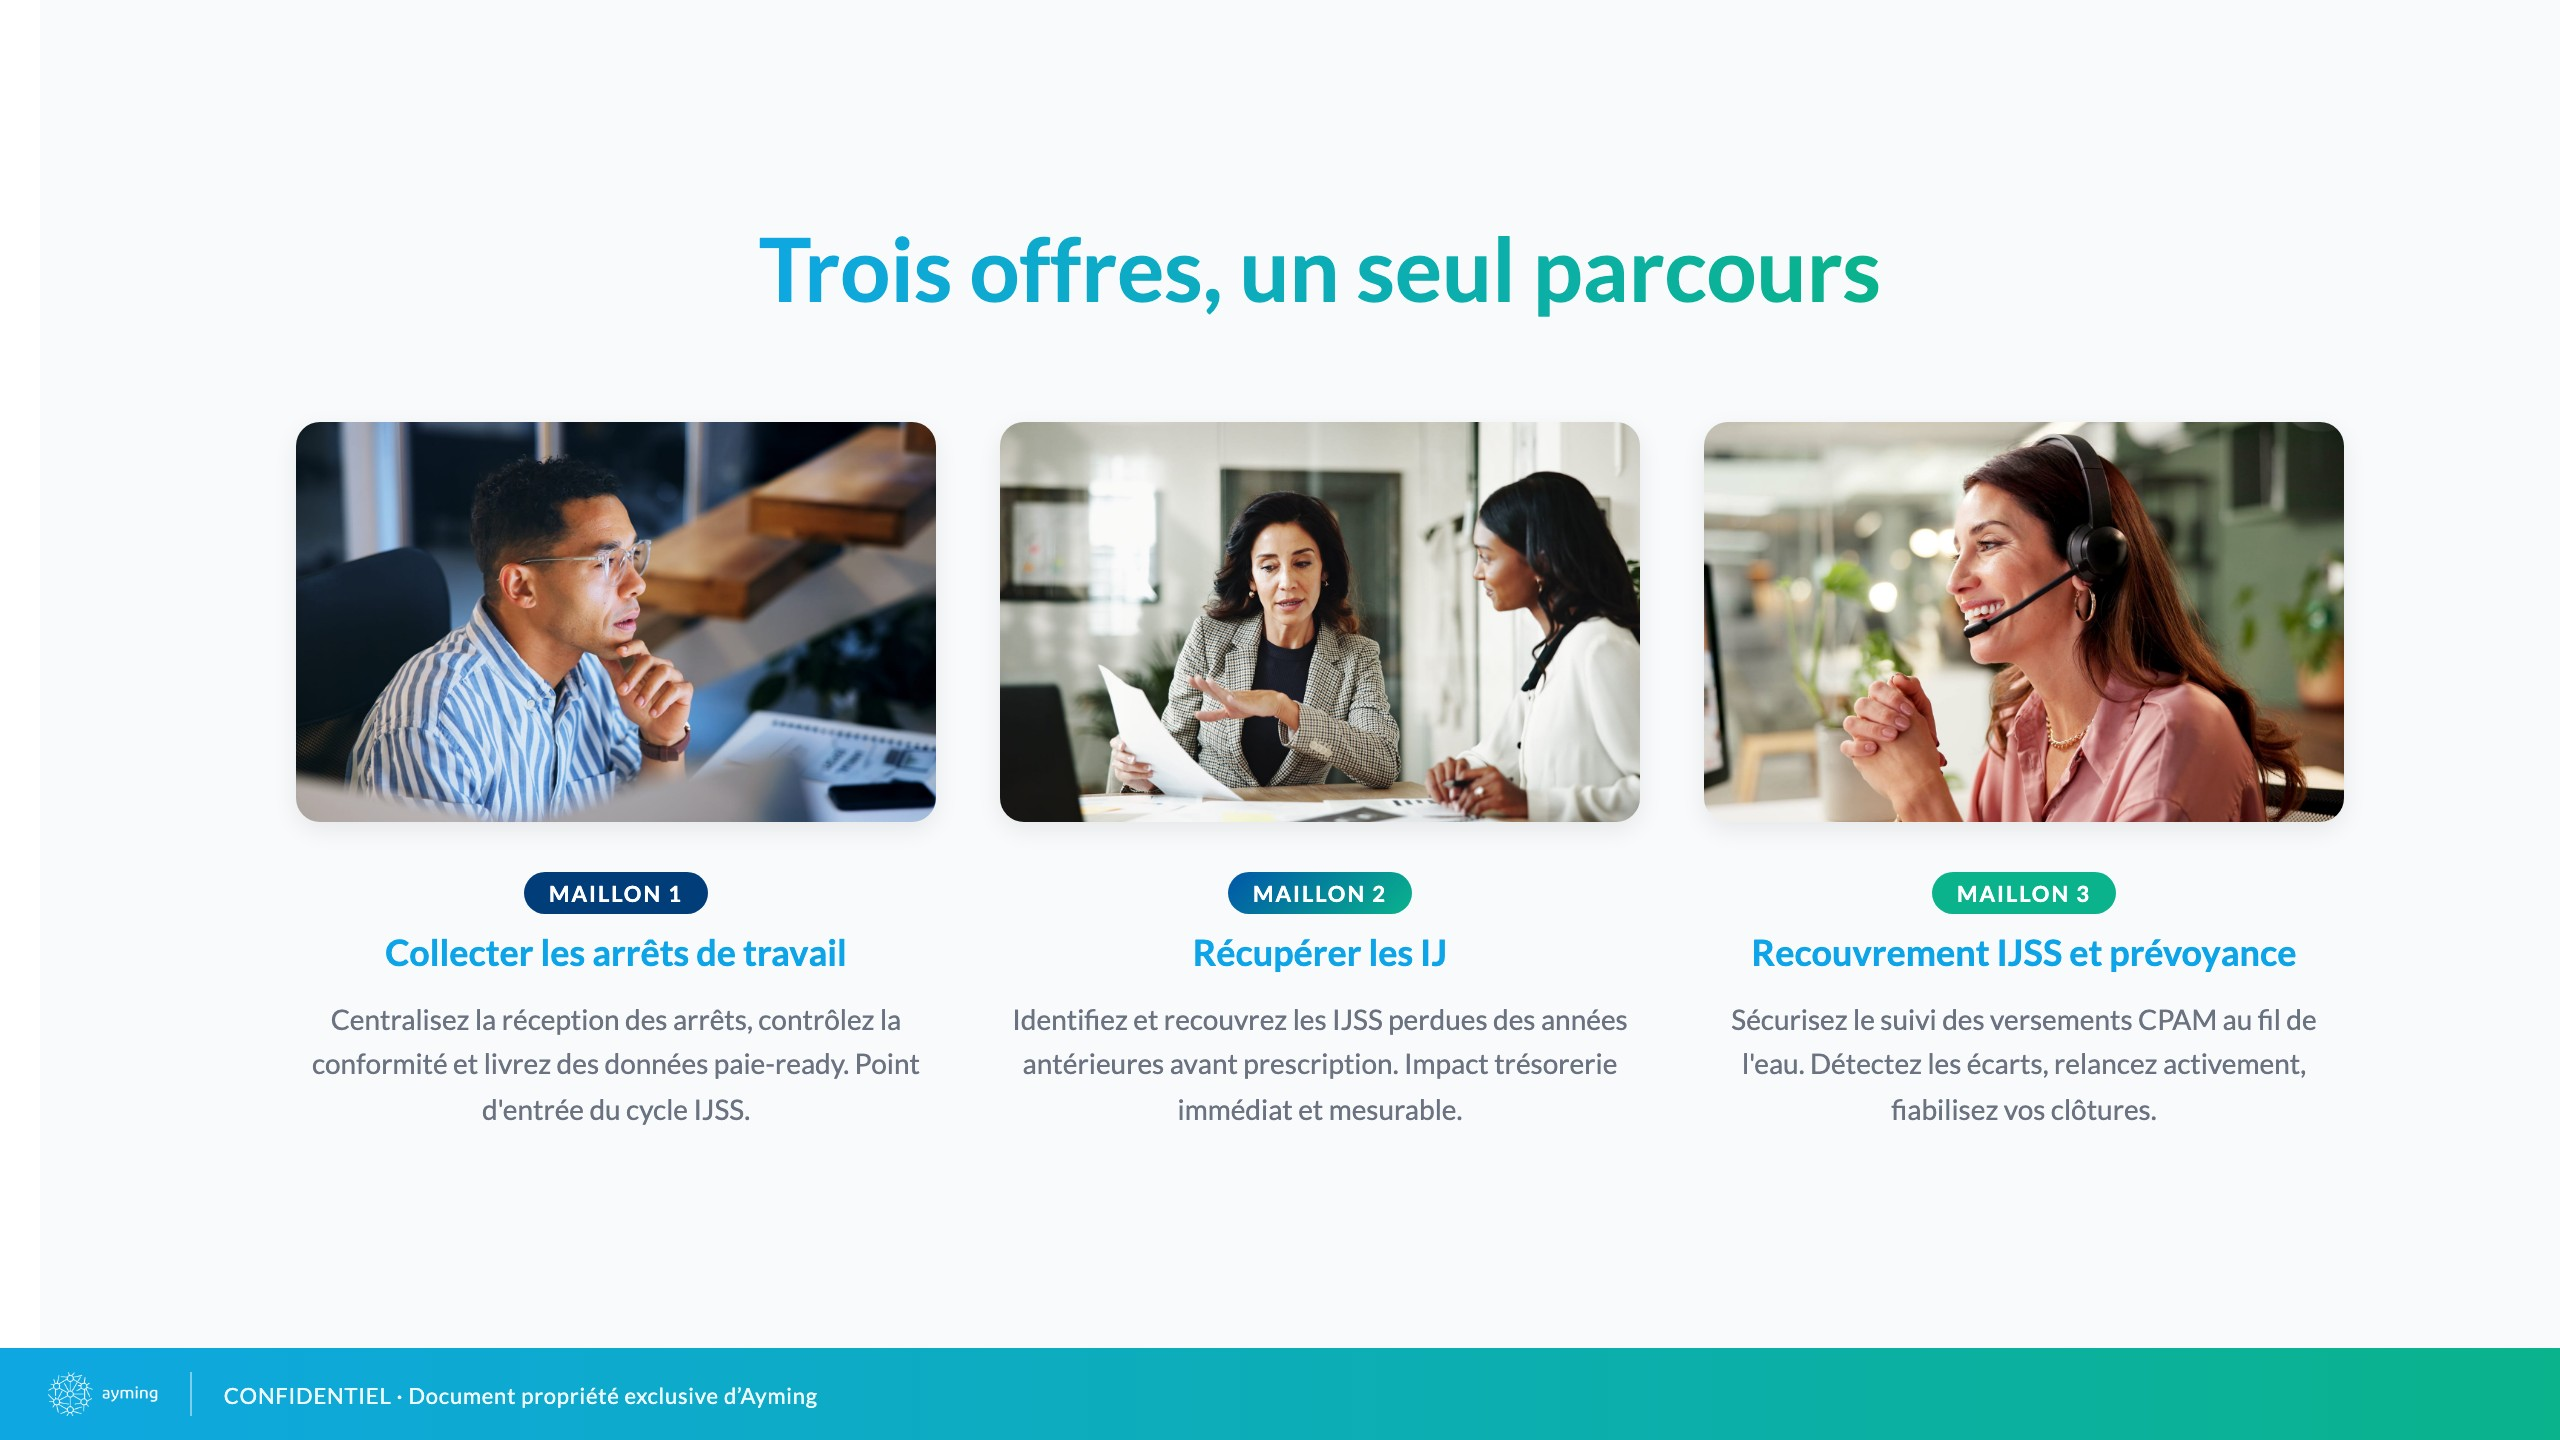 Trois offres, un seul parcours
MAILLON 1
Collecter les arrêts de travail
Centralisez la réception des arrêts, contrôlez la
conformité et livrez des données paie-ready. Point
d'entrée du cycle IJSS.
MAILLON 2
Récupérer les IJ
Identifiez et recouvrez les IJSS perdues des années
antérieures avant prescription. Impact trésorerie
immédiat et mesurable.
MAILLON 3
Recouvrement IJSS et prévoyance
Sécurisez le suivi des versements CPAM au fil de
l'eau. Détectez les écarts, relancez activement,
fiabilisez vos clôtures.
ayming
CONFIDENTIEL · Document propriété exclusive d’Ayming